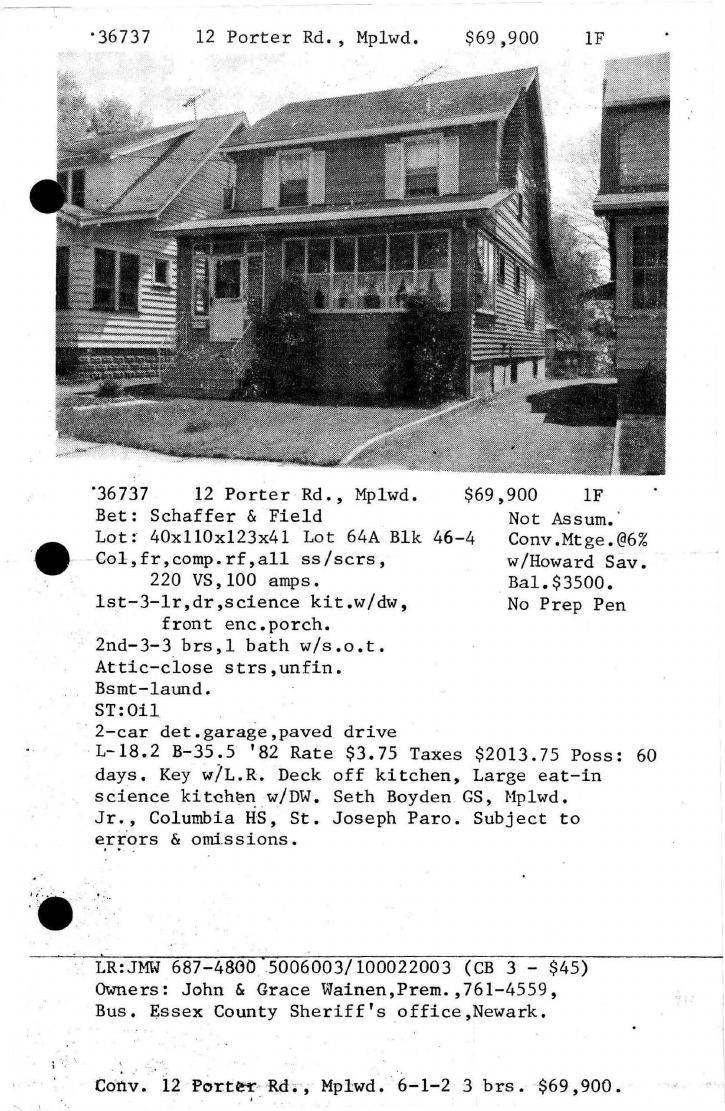 36737 12 Porter Rd., Mplwd. $69,900 1F
36737 12 Porter Rd., Mplwd. $69,900 1F
Bet: Schaffer & Field Not Assum.
Lot: 40x110x123x41 Lot 64A Blk 46-4 Conv.Mtge.@6%
Col,fr,comp.rf,all ss/scrs, w/Howard Sav.
220 VS,100 amps. Bal.$3500.
1st-3-lr,dr,science kit.w/dw, No Prep Pen
front enc.porch.
2nd-3-3 brs,1 bath w/s.o.t.
Attic-close strs,unfin.
Bsmt-laund.
ST:Oil
2-car det.garage,paved drive
L-18.2 B-35.5 '82 Rate $3.75 Taxes $2013.75 Poss: 60
days. Key w/L.R. Deck off kitchen, Large eat-in
science kitchen w/DW. Seth Boyden GS, Mplwd.
Jr., Columbia HS, St. Joseph Paro. Subject to
errors & omissions.
LR:JMW 687-4800 5006003/100022003 (CB 3 - $45)
Owners: John & Grace Wainen,Prem.,761-4559,
Bus. Essex County Sheriff's office,Newark.
Conv. 12 Porter Rd., Mplwd. 6-1-2 3 brs. $69,900.